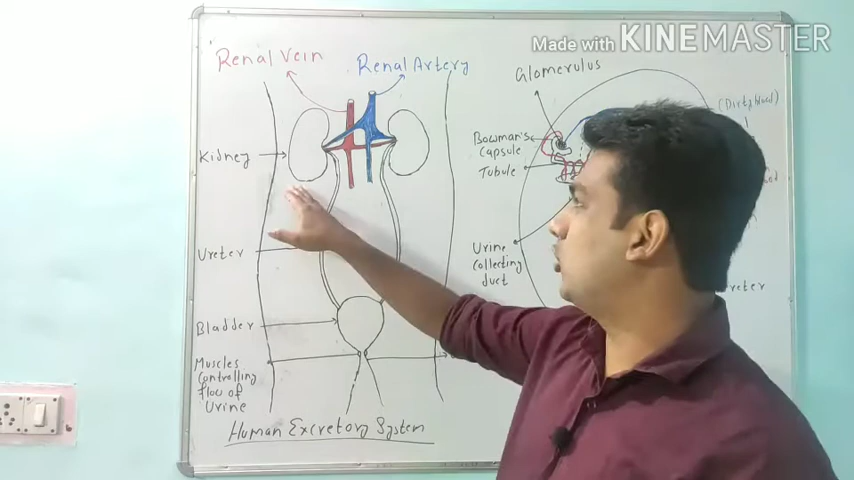 Made with KINEMASTER
Renal Vein
Renal Artery
Kidney
Ureter
Bladder
Muscles
Controlling
flow of
Urine
Human Excretory System
Glomerulus
(Dirty blood)
Bowman's
Capsule
Tubule
Urine
Collecting
duct